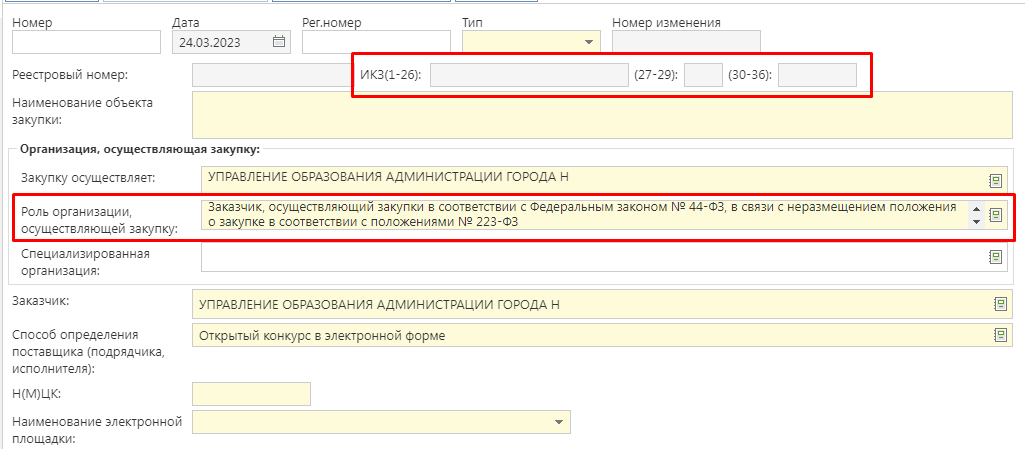 Номер Дата Рег.номер Тип Номер изменения
24.03.2023
Реестровый номер: ИКЗ(1-26): (27-29): (30-36):
Наименование объекта
закупки:
Организация, осуществляющая закупку:
Закупку осуществляет: УПРАВЛЕНИЕ ОБРАЗОВАНИЯ АДМИНИСТРАЦИИ ГОРОДА Н
Роль организации, Заказчик, осуществляющий закупки в соответствии с Федеральным законом № 44-ФЗ, в связи с неразмещением положения
осуществляющей закупку: о закупке в соответствии с положениями № 223-ФЗ
Специализированная
организация:
Заказчик: УПРАВЛЕНИЕ ОБРАЗОВАНИЯ АДМИНИСТРАЦИИ ГОРОДА Н
Способ определения
поставщика (подрядчика, Открытый конкурс в электронной форме
исполнителя):
Н(М)ЦК:
Наименование электронной
площадки: